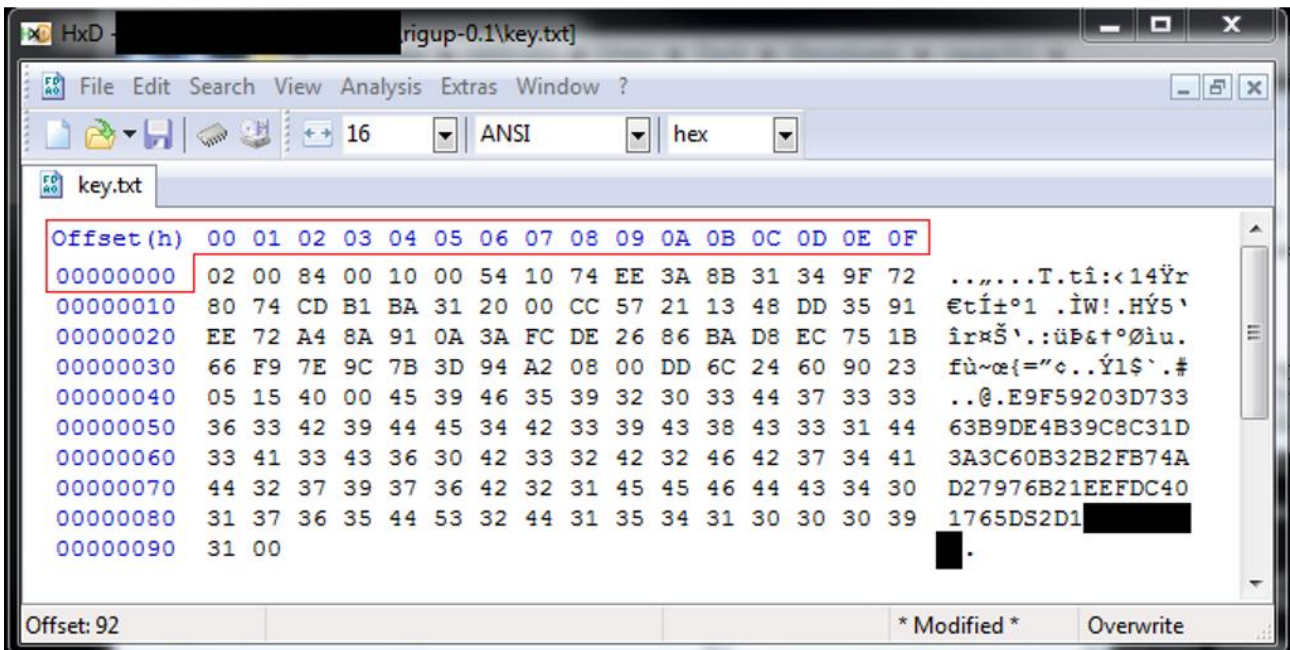 HxD - rigup-0.1\key.txt]
File Edit Search View Analysis Extras Window ?
16 ANSI hex
key.txt
Offset(h) 00 01 02 03 04 05 06 07 08 09 0A 0B 0C 0D 0E 0F
00000000 02 00 84 00 10 00 54 10 74 EE 3A 8B 31 34 9F 72 ..„...T.tî:‹14Ÿr
00000010 80 74 CD B1 BA 31 20 00 CC 57 21 13 48 DD 35 91 €tÍ±º1 .ÌW!.HÝ5‘
00000020 EE 72 A4 8A 91 0A 3A FC DE 26 86 BA D8 EC 75 1B îr¤Š‘.:üÞ&†ºØìu.
00000030 66 F9 7E 9C 7B 3D 94 A2 08 00 DD 6C 24 60 90 23 fù~œ{=”¢..Ýl$`.#
00000040 05 15 40 00 45 39 46 35 39 32 30 33 44 37 33 33 ..@.E9F59203D733
00000050 36 33 42 39 44 45 34 42 33 39 43 38 43 33 31 44 63B9DE4B39C8C31D
00000060 33 41 33 43 36 30 42 33 32 42 32 46 42 37 34 41 3A3C60B32B2FB74A
00000070 44 32 37 39 37 36 42 32 31 45 45 46 44 43 34 30 D27976B21EEFDC40
00000080 31 37 36 35 44 53 32 44 31 35 34 31 30 30 30 39 1765DS2D1
00000090 31 00 .
Offset: 92 * Modified * Overwrite